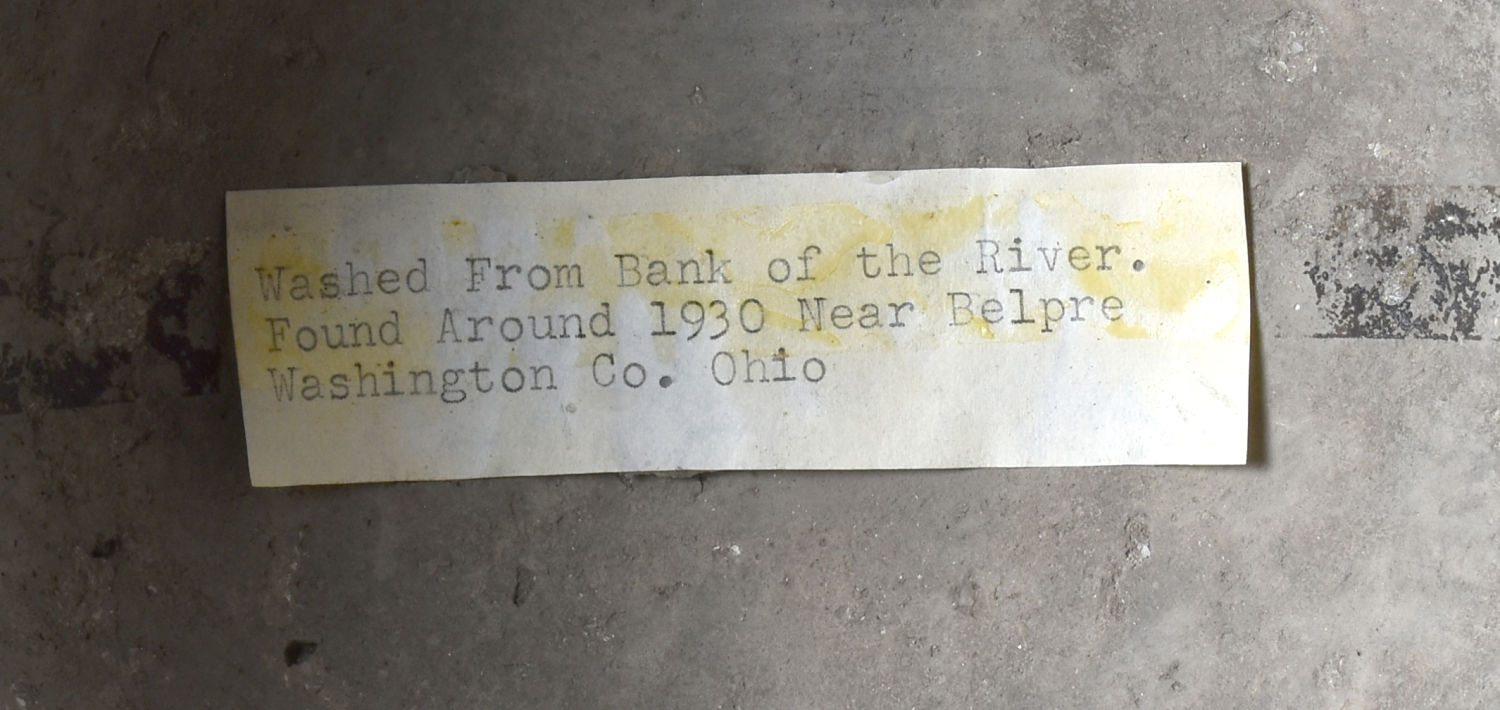 Washed From Bank of the River.
Found Around 1930 Near Belpre
Washington Co. Ohio